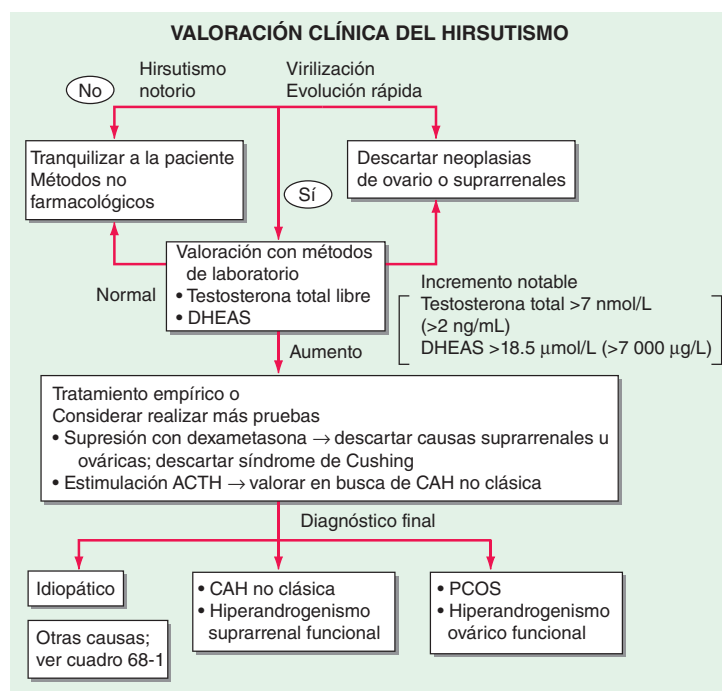 VALORACIÓN CLÍNICA DEL HIRSUTISMO
Hirsutismo
notorio
Virilización
Evolución rápida
No
Tranquilizar a la paciente
Métodos no
farmacológicos
Descartar neoplasias
de ovario o suprarrenales
Sí
Valoración con métodos
de laboratorio
• Testosterona total libre
• DHEAS
Normal
Incremento notable
Testosterona total >7 nmol/L
(>2 ng/mL)
DHEAS >18.5 μmol/L (>7 000 μg/L)
Aumento
Tratamiento empírico o
Considerar realizar más pruebas
• Supresión con dexametasona → descartar causas suprarrenales u
ováricas; descartar síndrome de Cushing
• Estimulación ACTH → valorar en busca de CAH no clásica
Diagnóstico final
Idiopático
• CAH no clásica
• Hiperandrogenismo
suprarrenal funcional
• PCOS
• Hiperandrogenismo
ovárico funcional
Otras causas;
ver cuadro 68-1